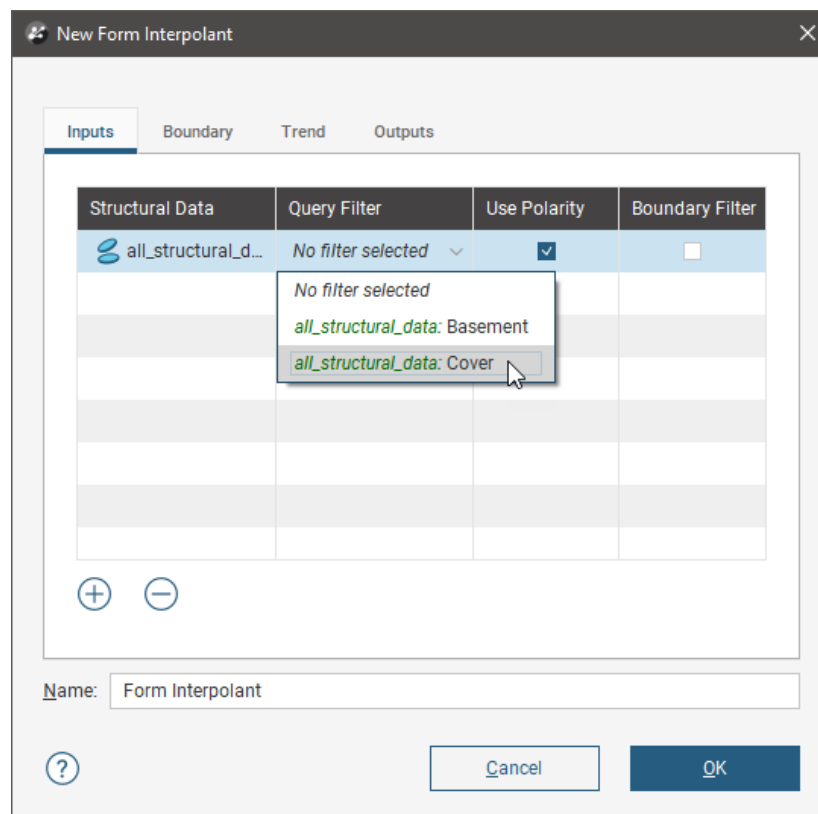 New Form Interpolant
Inputs Boundary Trend Outputs
Structural Data Query Filter Use Polarity Boundary Filter
all_structural_d... No filter selected
No filter selected
all_structural_data: Basement
all_structural_data: Cover
Name: Form Interpolant
? Cancel OK